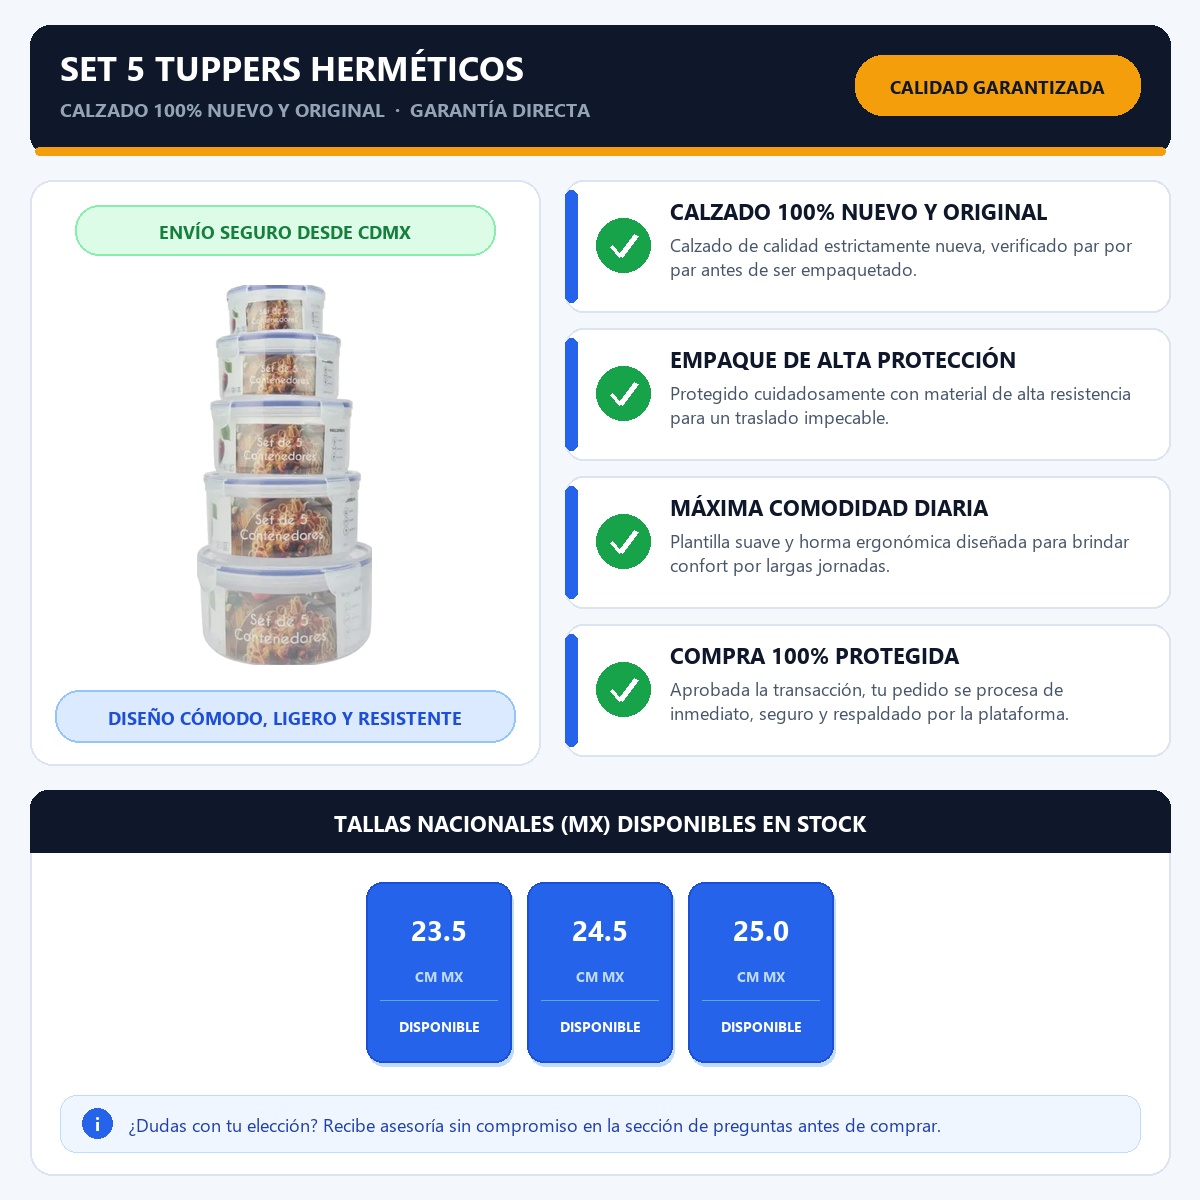 SET 5 TUPPERS HERMÉTICOS
CALZADO 100% NUEVO Y ORIGINAL · GARANTÍA DIRECTA
CALIDAD GARANTIZADA
ENVÍO SEGURO DESDE CDMX
Set de 5
Contenedores
Set de 5
Contenedores
Set de 5
Contenedores
Set de 5
Contenedores
Set de 5
Contenedores
DISEÑO CÓMODO, LIGERO Y RESISTENTE
CALZADO 100% NUEVO Y ORIGINAL
Calzado de calidad estrictamente nueva, verificado par por
par antes de ser empaquetado.
EMPAQUE DE ALTA PROTECCIÓN
Protegido cuidadosamente con material de alta resistencia
para un traslado impecable.
MÁXIMA COMODIDAD DIARIA
Plantilla suave y horma ergonómica diseñada para brindar
confort por largas jornadas.
COMPRA 100% PROTEGIDA
Aprobada la transacción, tu pedido se procesa de
inmediato, seguro y respaldado por la plataforma.
TALLAS NACIONALES (MX) DISPONIBLES EN STOCK
23.5
CM MX
DISPONIBLE
24.5
CM MX
DISPONIBLE
25.0
CM MX
DISPONIBLE
¿Dudas con tu elección? Recibe asesoría sin compromiso en la sección de preguntas antes de comprar.